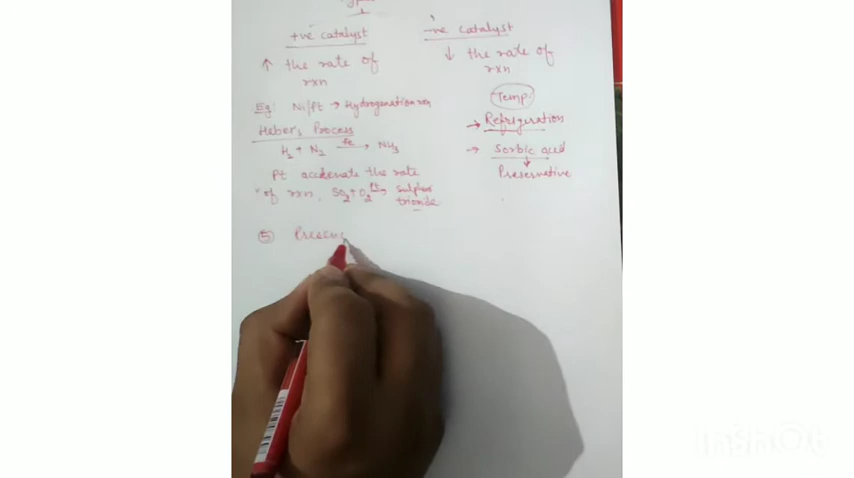 +ve catalyst
↑ the rate of
rxn
Eg: Ni/Pt → Hydrogenation rxn
Heber's Process
H2 + N2 Fe→ NH3
Pt accelerate the rate
of rxn. SO2 + O2 Pt→ sulpher
trioxide
-ve catalyst
↓ the rate of
rxn
Temp.
→ Refrigeration
→ Sorbic acid
↓
Preservative
5 Presen
InShOt